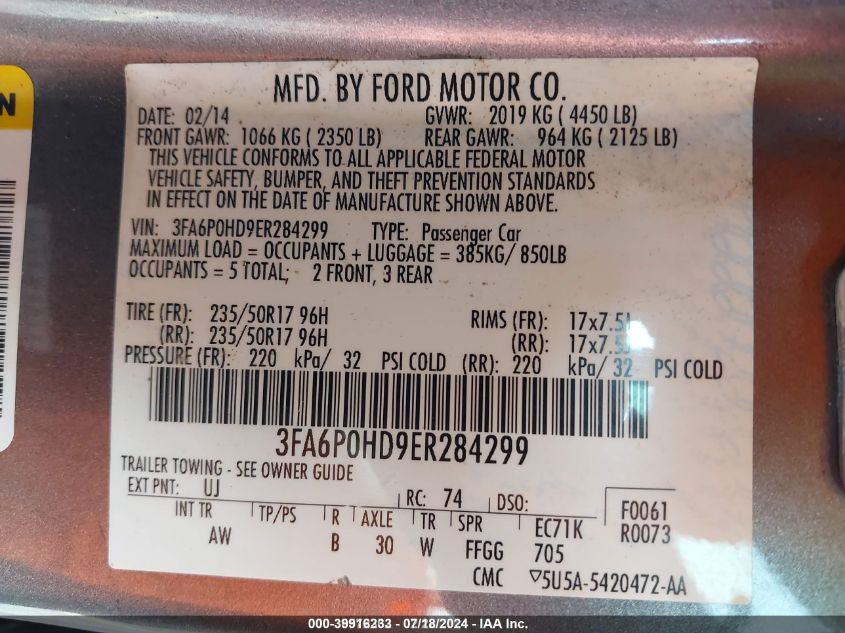 N
MFD. BY FORD MOTOR CO.
DATE: 02/14 GVWR: 2019 KG ( 4450 LB)
FRONT GAWR: 1066 KG ( 2350 LB) REAR GAWR: 964 KG ( 2125 LB)
THIS VEHICLE CONFORMS TO ALL APPLICABLE FEDERAL MOTOR
VEHICLE SAFETY, BUMPER, AND THEFT PREVENTION STANDARDS
IN EFFECT ON THE DATE OF MANUFACTURE SHOWN ABOVE.
VIN: 3FA6P0HD9ER284299 TYPE: Passenger Car
MAXIMUM LOAD = OCCUPANTS + LUGGAGE = 385KG/ 850LB
OCCUPANTS = 5 TOTAL; 2 FRONT, 3 REAR
TIRE (FR): 235/50R17 96H RIMS (FR): 17x7.5J
(RR): 235/50R17 96H (RR): 17x7.5J
PRESSURE (FR): 220 kPa/ 32 PSI COLD (RR): 220 kPa/ 32 PSI COLD
3FA6P0HD9ER284299
TRAILER TOWING - SEE OWNER GUIDE
EXT PNT: UJ RC: 74 DSO: F0061
INT TR TP/PS R AXLE TR SPR EC71K R0073
AW B 30 W FFGG 705
CMC ▽5U5A-5420472-AA
000-39916233 - 07/18/2024 - IAA Inc.